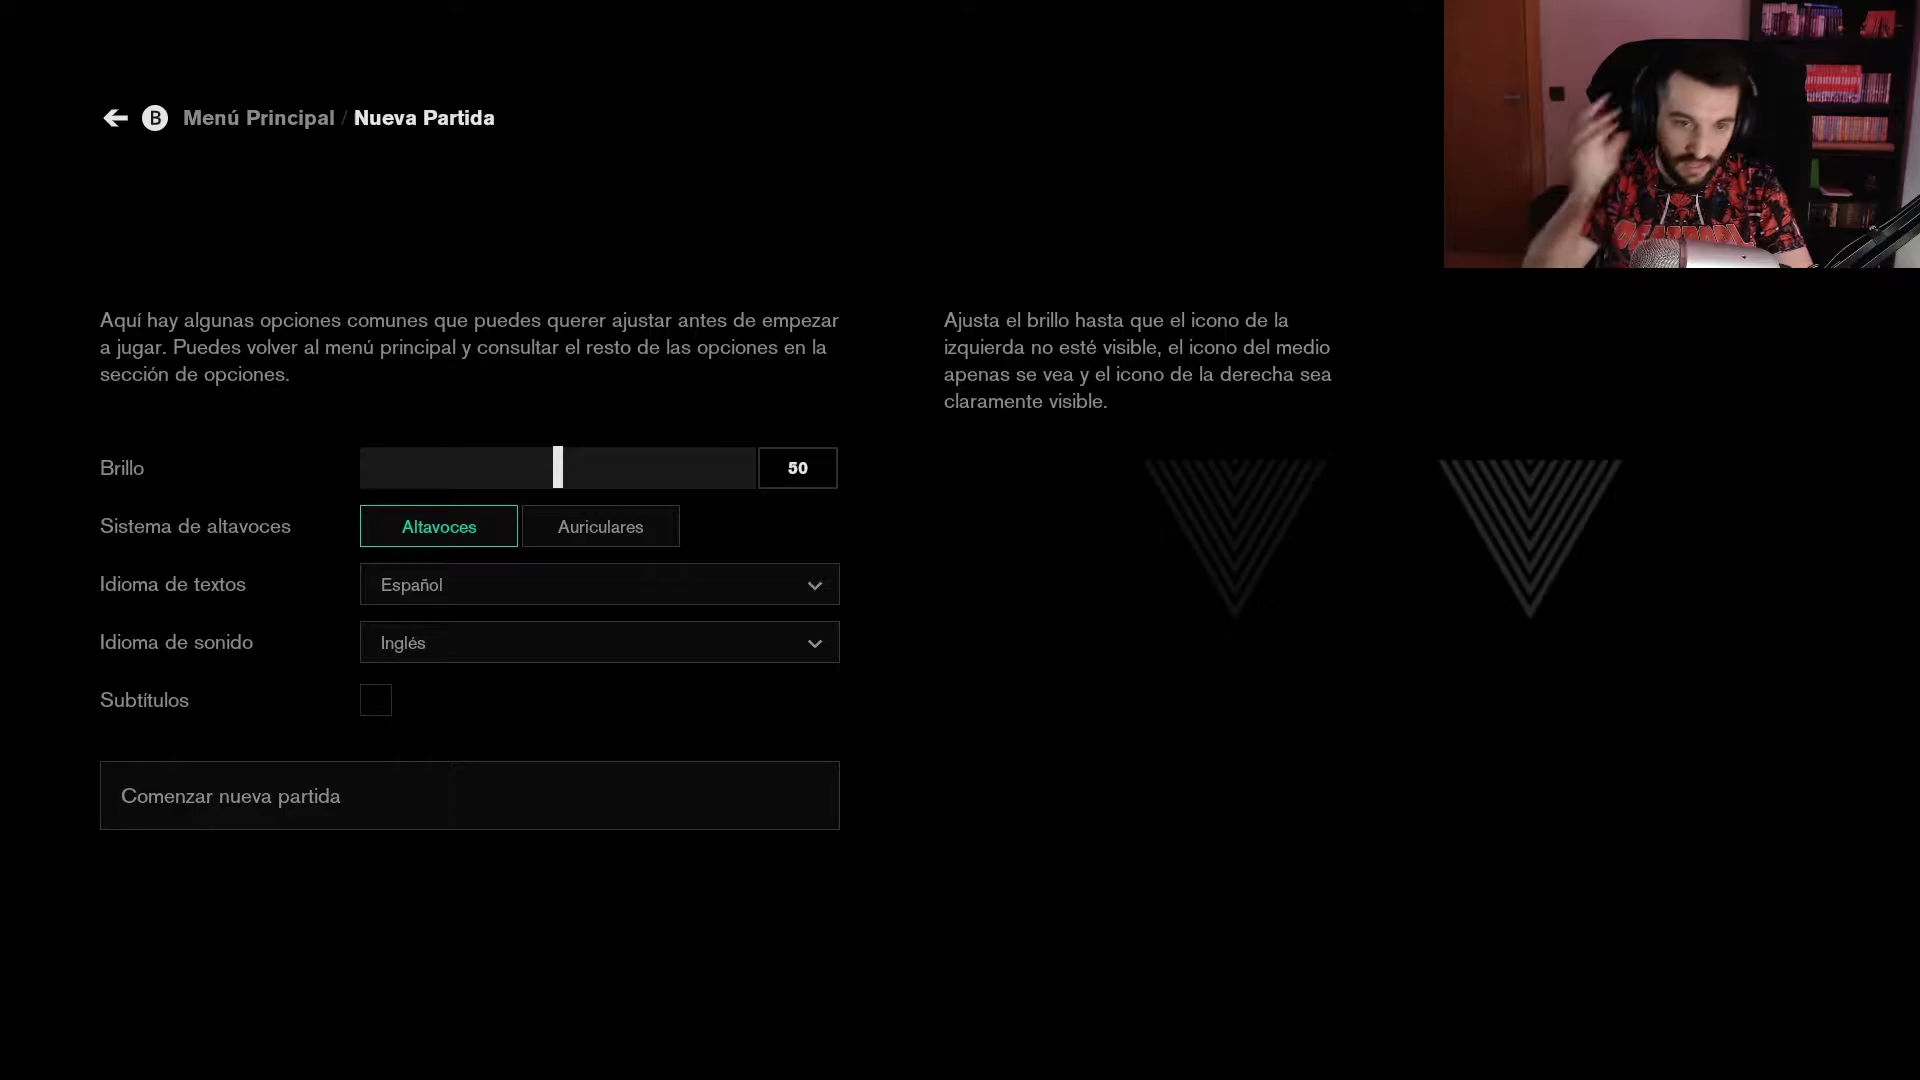 B Menú Principal / Nueva Partida
Aquí hay algunas opciones comunes que puedes querer ajustar antes de empezar
a jugar. Puedes volver al menú principal y consultar el resto de las opciones en la
sección de opciones.
Brillo
50
Sistema de altavoces
Altavoces
Auriculares
Idioma de textos
Español
Idioma de sonido
Inglés
Subtítulos
Comenzar nueva partida
Ajusta el brillo hasta que el icono de la
izquierda no esté visible, el icono del medio
apenas se vea y el icono de la derecha sea
claramente visible.